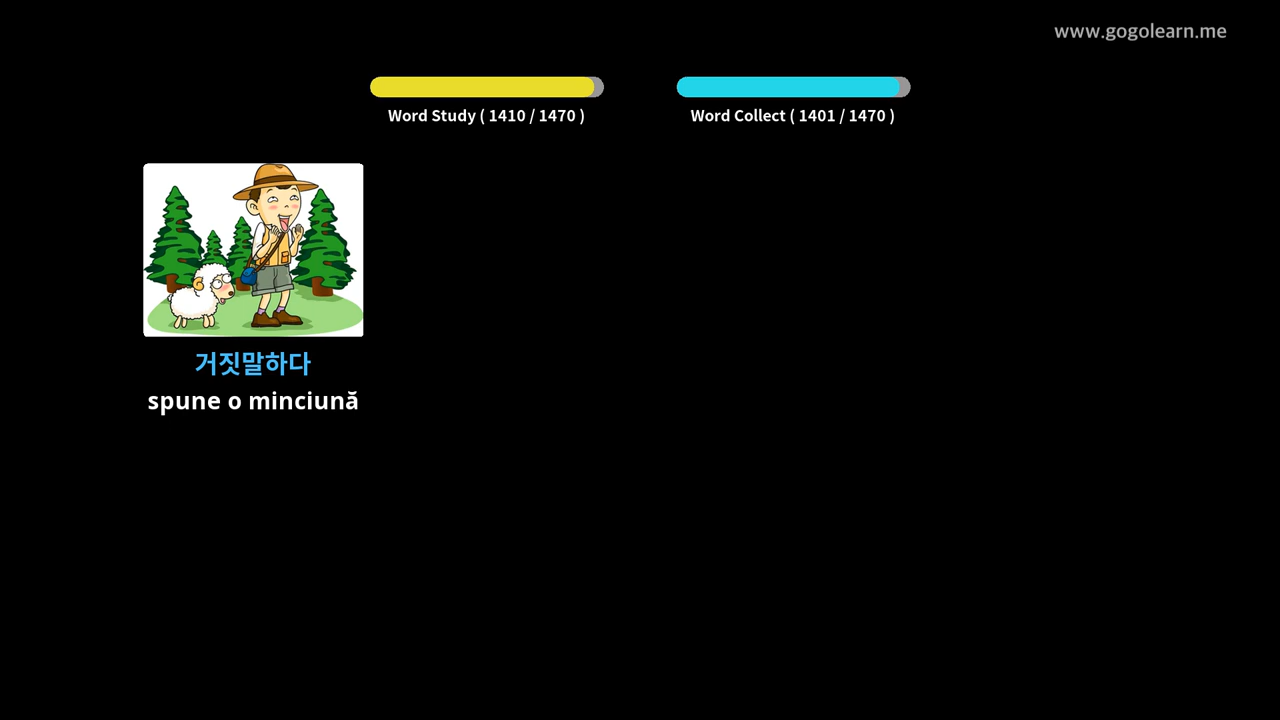 www.gogolearn.me
Word Study ( 1410 / 1470 )
Word Collect ( 1401 / 1470 )
거짓말하다
spune o minciună